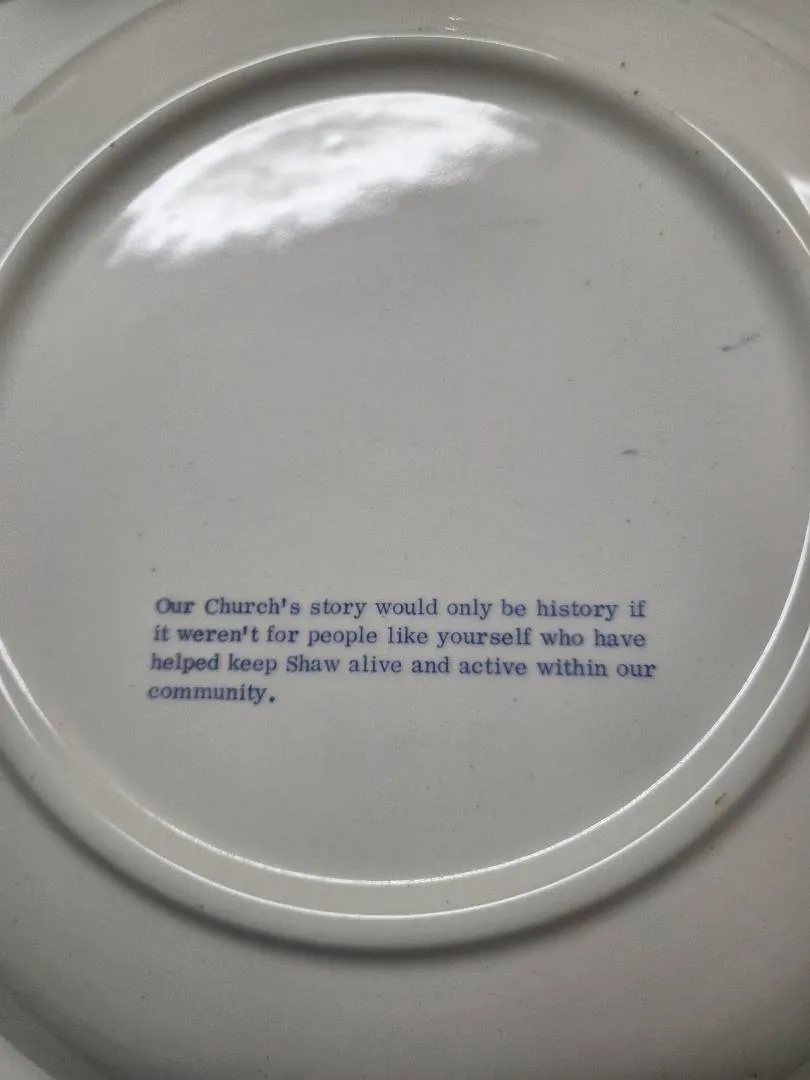 Our Church's story would only be history if
it weren't for people like yourself who have
helped keep Shaw alive and active within our
community.